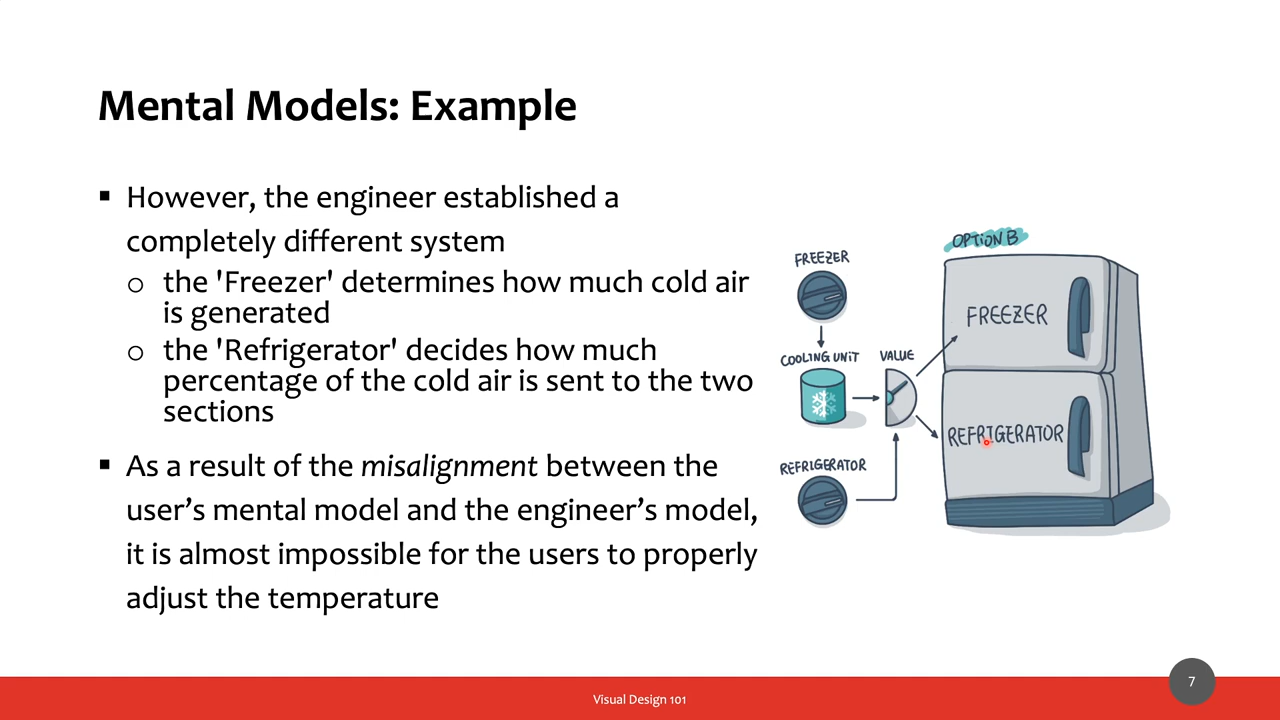 Mental Models: Example
▪ However, the engineer established a
completely different system
o the 'Freezer' determines how much cold air
is generated
o the 'Refrigerator' decides how much
percentage of the cold air is sent to the two
sections
▪ As a result of the misalignment between the
user’s mental model and the engineer’s model,
it is almost impossible for the users to properly
adjust the temperature
OPTION B
FREEZER
FREEZER
COOLING UNIT
VALUE
REFRIGERATOR
REFRIGERATOR
Visual Design 101
7